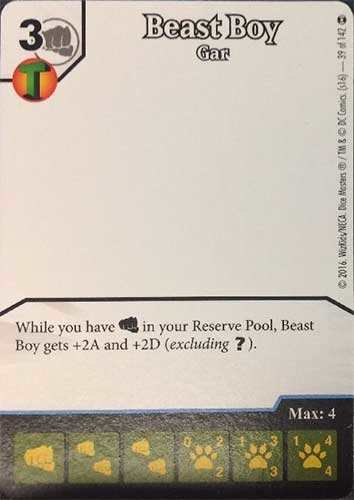 3
Beast Boy
Gar
T
© 2016 WizKids/NECA. Dice Masters ® / TM & © DC Comics. (s16) — 39 of 142
While you have in your Reserve Pool, Beast
Boy gets +2A and +2D (excluding ?).
Max: 4
0 2 2
1 3 3
1 4 4